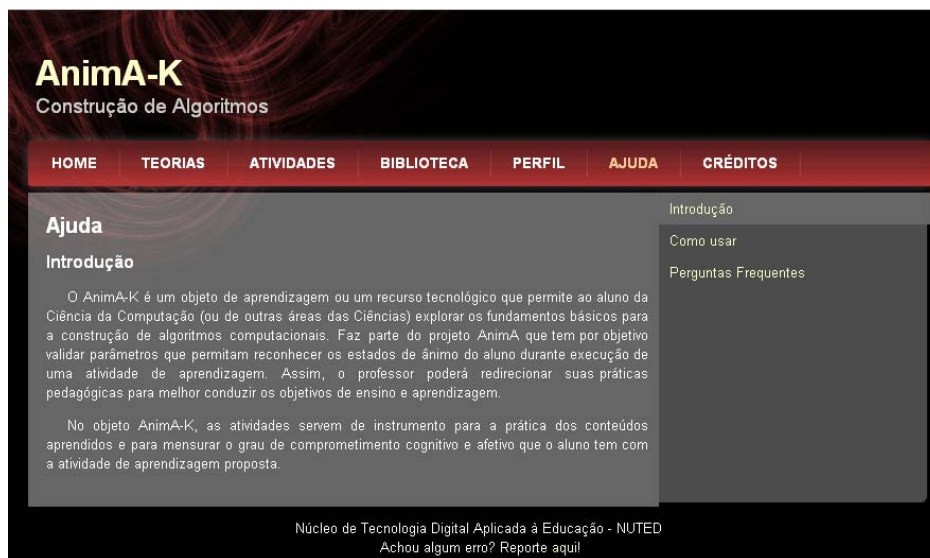 AnimA-K
Construção de Algoritmos
HOME TEORIAS ATIVIDADES BIBLIOTECA PERFIL AJUDA CRÉDITOS
Ajuda
Introdução
O AnimA-K é um objeto de aprendizagem ou um recurso tecnológico que permite ao aluno da
Ciência da Computação (ou de outras áreas das Ciências) explorar os fundamentos básicos para
a construção de algoritmos computacionais. Faz parte do projeto AnimA que tem por objetivo
validar parâmetros que permitam reconhecer os estados de ânimo do aluno durante execução de
uma atividade de aprendizagem. Assim, o professor poderá redirecionar suas práticas
pedagógicas para melhor conduzir os objetivos de ensino e aprendizagem.
No objeto AnimA-K, as atividades servem de instrumento para a prática dos conteúdos
aprendidos e para mensurar o grau de comprometimento cognitivo e afetivo que o aluno tem com
a atividade de aprendizagem proposta.
Introdução
Como usar
Perguntas Frequentes
Núcleo de Tecnologia Digital Aplicada à Educação - NUTED
Achou algum erro? Reporte aqui!